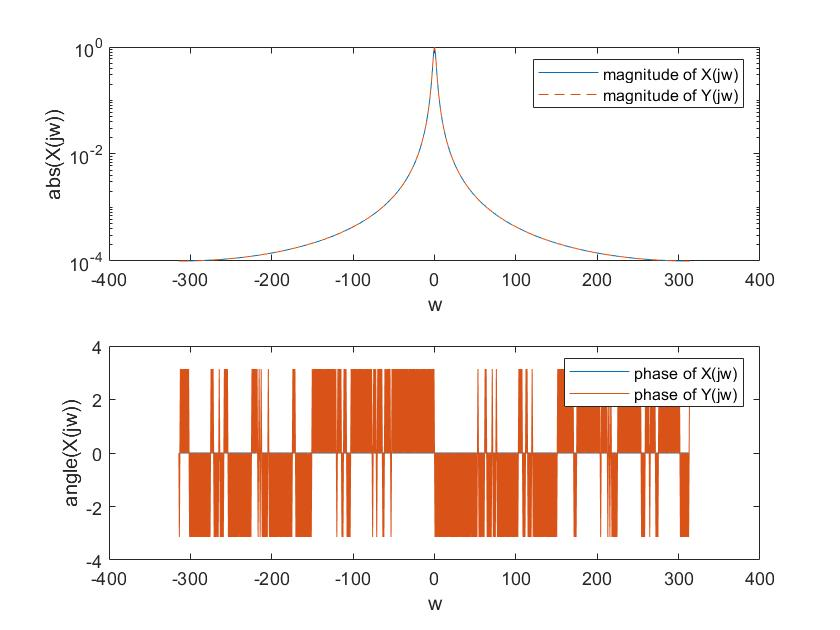 10^0
10^-2
10^-4
abs(X(jw))
magnitude of X(jw)
magnitude of Y(jw)
-400 -300 -200 -100 0 100 200 300 400
w
4
2
0
-2
-4
angle(X(jw))
phase of X(jw)
phase of Y(jw)
-400 -300 -200 -100 0 100 200 300 400
w